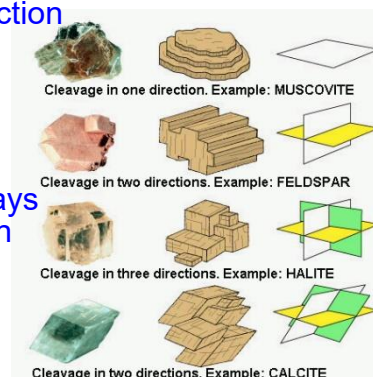 ction
Cleavage in one direction. Example: MUSCOVITE
Cleavage in two directions. Example: FELDSPAR
ays
n
Cleavage in three directions. Example: HALITE
Cleavage in two directions. Example: CALCITE